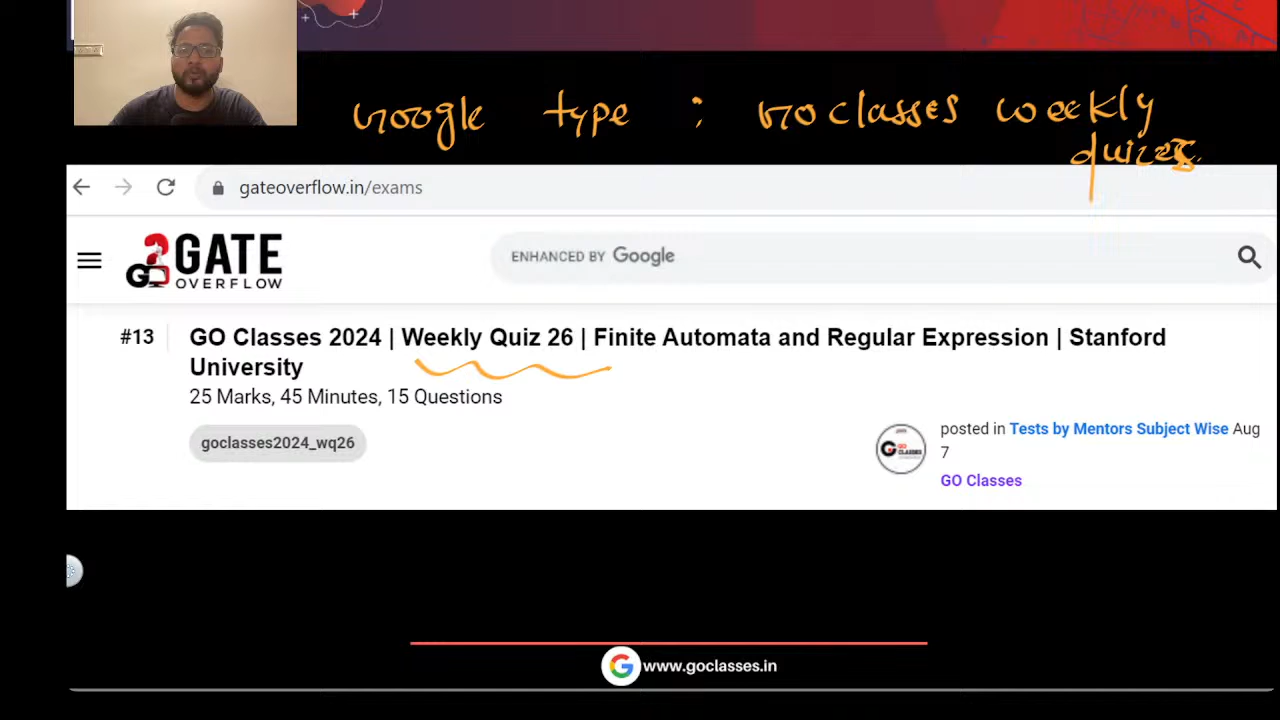 Google type : Go classes weekly
quizes
gateoverflow.in/exams
GATE
OVERFLOW
ENHANCED BY Google
#13
GO Classes 2024 | Weekly Quiz 26 | Finite Automata and Regular Expression | Stanford
University
25 Marks, 45 Minutes, 15 Questions
goclasses2024_wq26
posted in Tests by Mentors Subject Wise Aug
7
GO Classes
www.goclasses.in